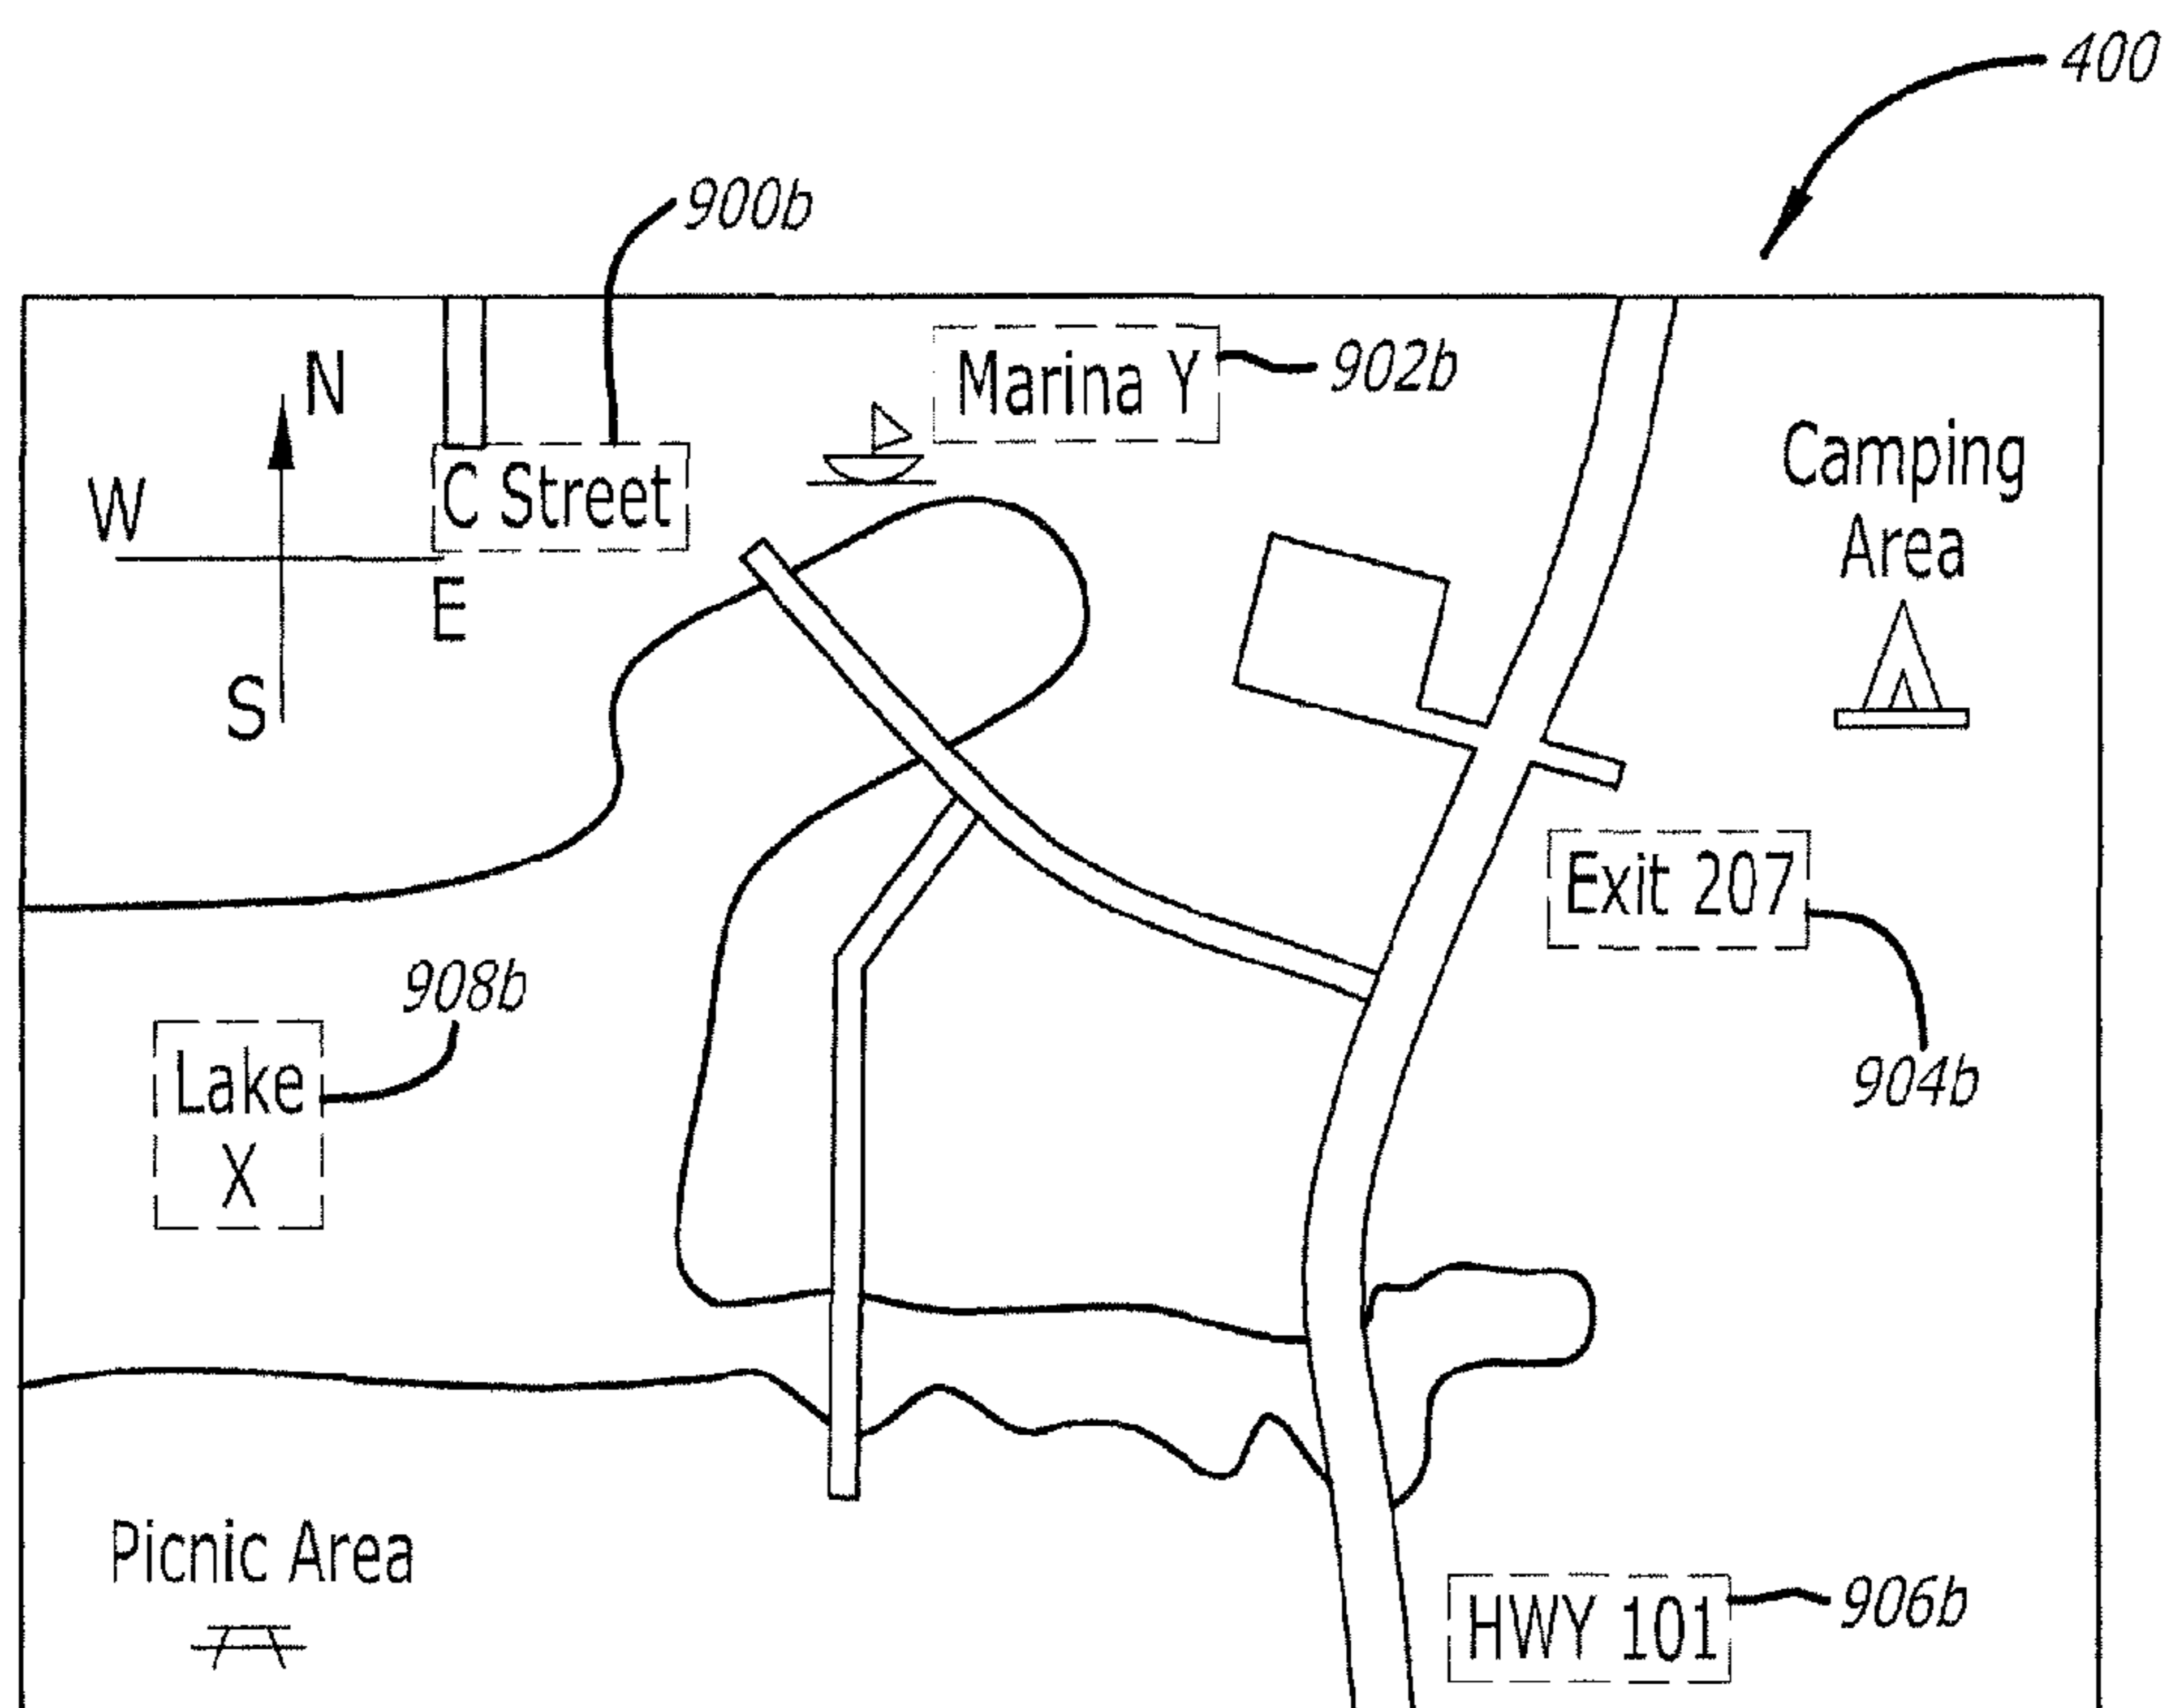 400
900b
Marina Y
902b
N
C Street
W
E
S
Camping
Area
Exit 207
904b
908b
Lake
X
Picnic Area
HWY 101
906b